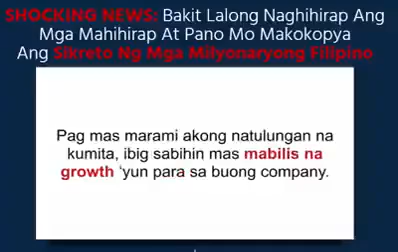 SHOCKING NEWS: Bakit Lalong Naghihirap Ang
Mga Mahihirap At Pano Mo Makokopya
Ang Sikreto Ng Mga Milyonaryong Filipino
Pag mas marami akong natulungan na
kumita, ibig sabihin mas mabilis na
growth ‘yun para sa buong company.